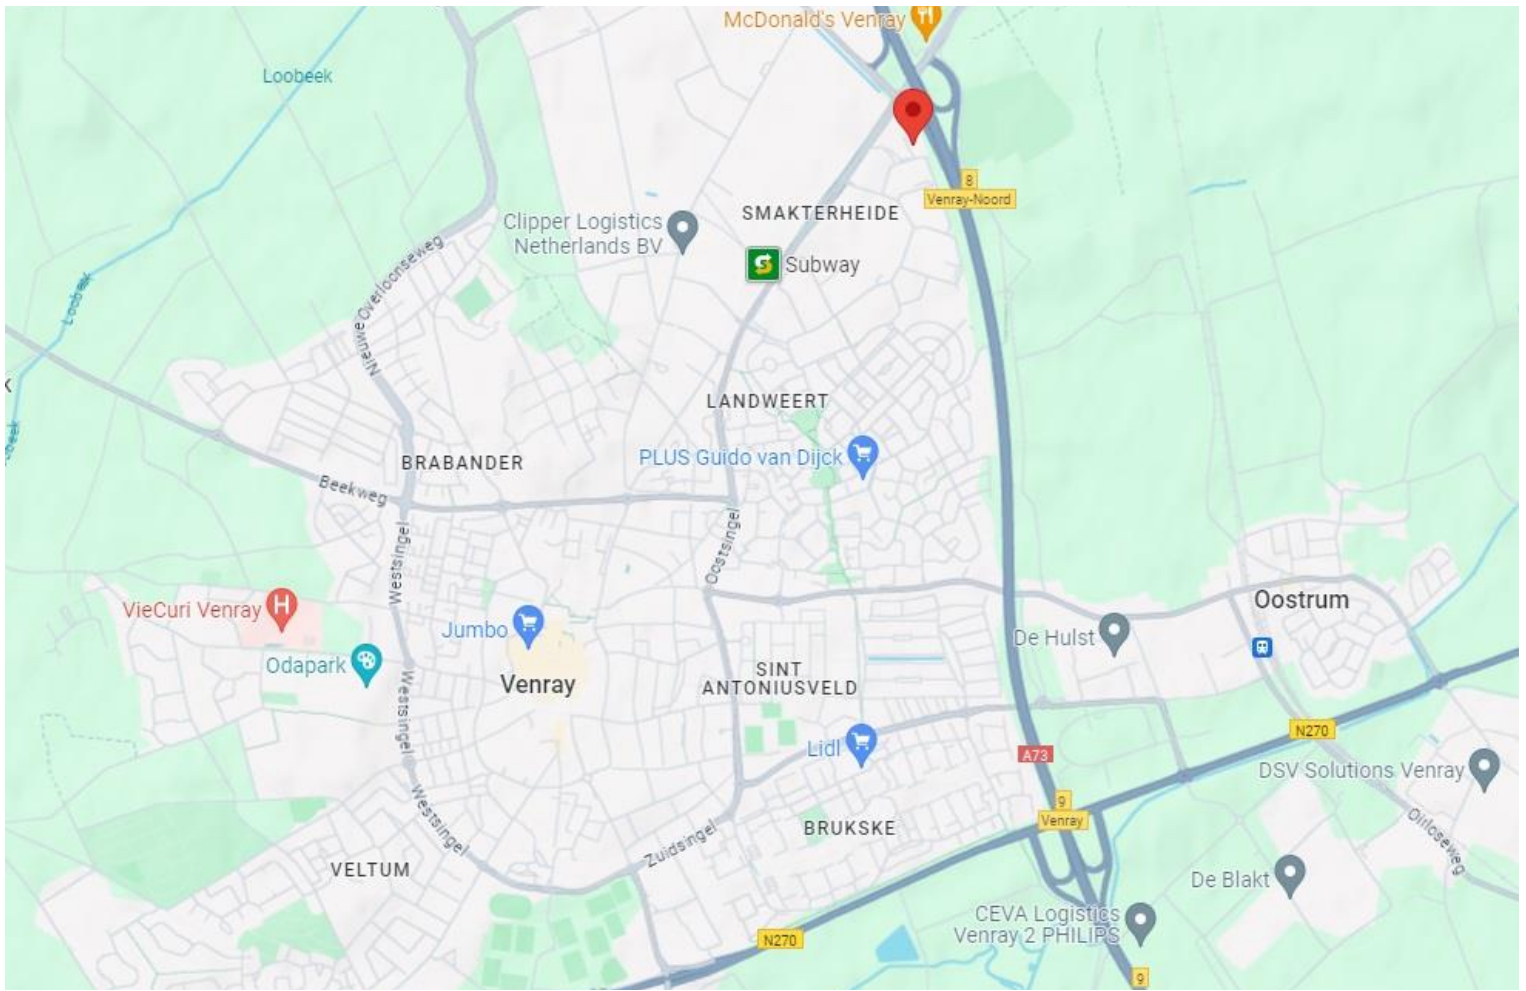 McDonald's Venray
Loobeek
8
Venray-Noord
SMAKTERHEIDE
Clipper Logistics
Netherlands BV
Subway
Nieuwe Overloonseweg
Loobeek
LANDWEERT
PLUS Guido van Dijck
BRABANDER
Beekweg
Oostsingel
Westsingel
VieCuri Venray
H
Oostrum
Jumbo
De Hulst
Odapark
Venray
SINT
ANTONIUSVELD
Westsingel
N270
Lidl
A73
DSV Solutions Venray
9
Venray
Westsingel
Zuidsingel
BRUKSKE
Oirloseweg
VELTUM
De Blakt
CEVA Logistics
Venray 2 PHILIPS
N270
9